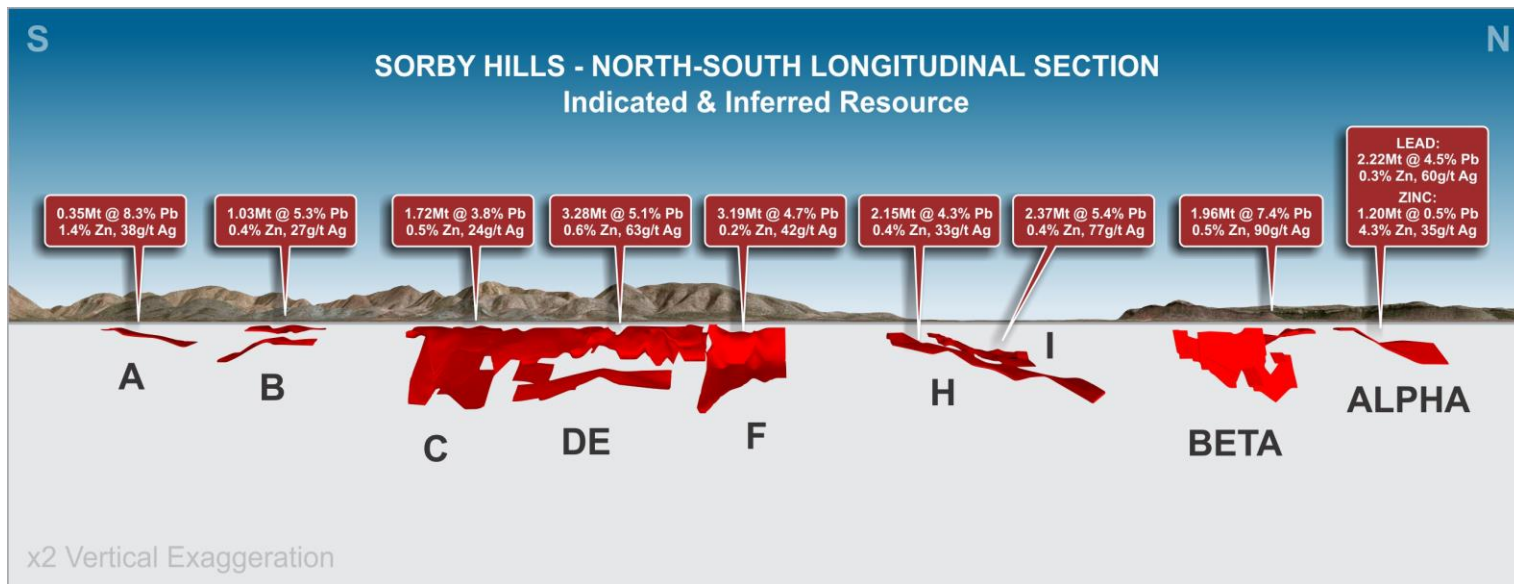 S
N
SORBY HILLS - NORTH-SOUTH LONGITUDINAL SECTION
Indicated & Inferred Resource
0.35Mt @ 8.3% Pb
1.4% Zn, 38g/t Ag
1.03Mt @ 5.3% Pb
0.4% Zn, 27g/t Ag
1.72Mt @ 3.8% Pb
0.5% Zn, 24g/t Ag
3.28Mt @ 5.1% Pb
0.6% Zn, 63g/t Ag
3.19Mt @ 4.7% Pb
0.2% Zn, 42g/t Ag
2.15Mt @ 4.3% Pb
0.4% Zn, 33g/t Ag
2.37Mt @ 5.4% Pb
0.4% Zn, 77g/t Ag
1.96Mt @ 7.4% Pb
0.5% Zn, 90g/t Ag
LEAD:
2.22Mt @ 4.5% Pb
0.3% Zn, 60g/t Ag
ZINC:
1.20Mt @ 0.5% Pb
4.3% Zn, 35g/t Ag
A
B
C
DE
F
H
I
BETA
ALPHA
x2 Vertical Exaggeration